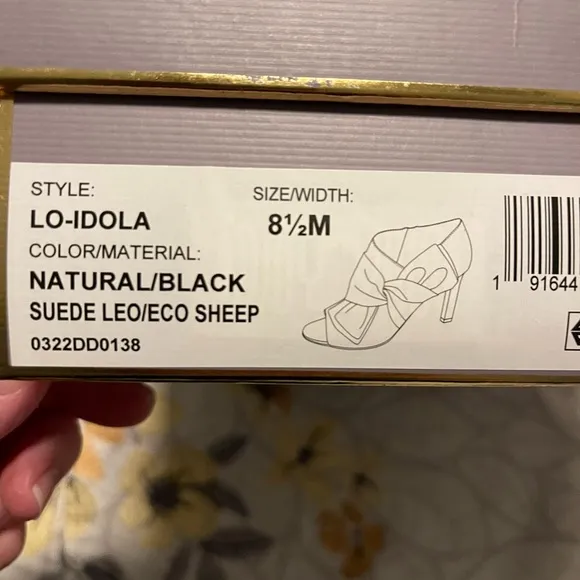 STYLE:
LO-IDOLA
SIZE/WIDTH:
8½M
COLOR/MATERIAL:
NATURAL/BLACK
SUEDE LEO/ECO SHEEP
0322DD0138
1 91644